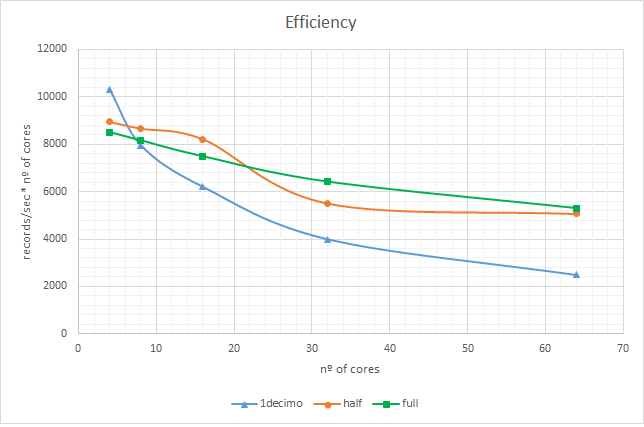 Efficiency
12000
10000
8000
6000
4000
2000
0
records/sec * nº of cores
0 10 20 30 40 50 60 70
nº of cores
1decimo half full